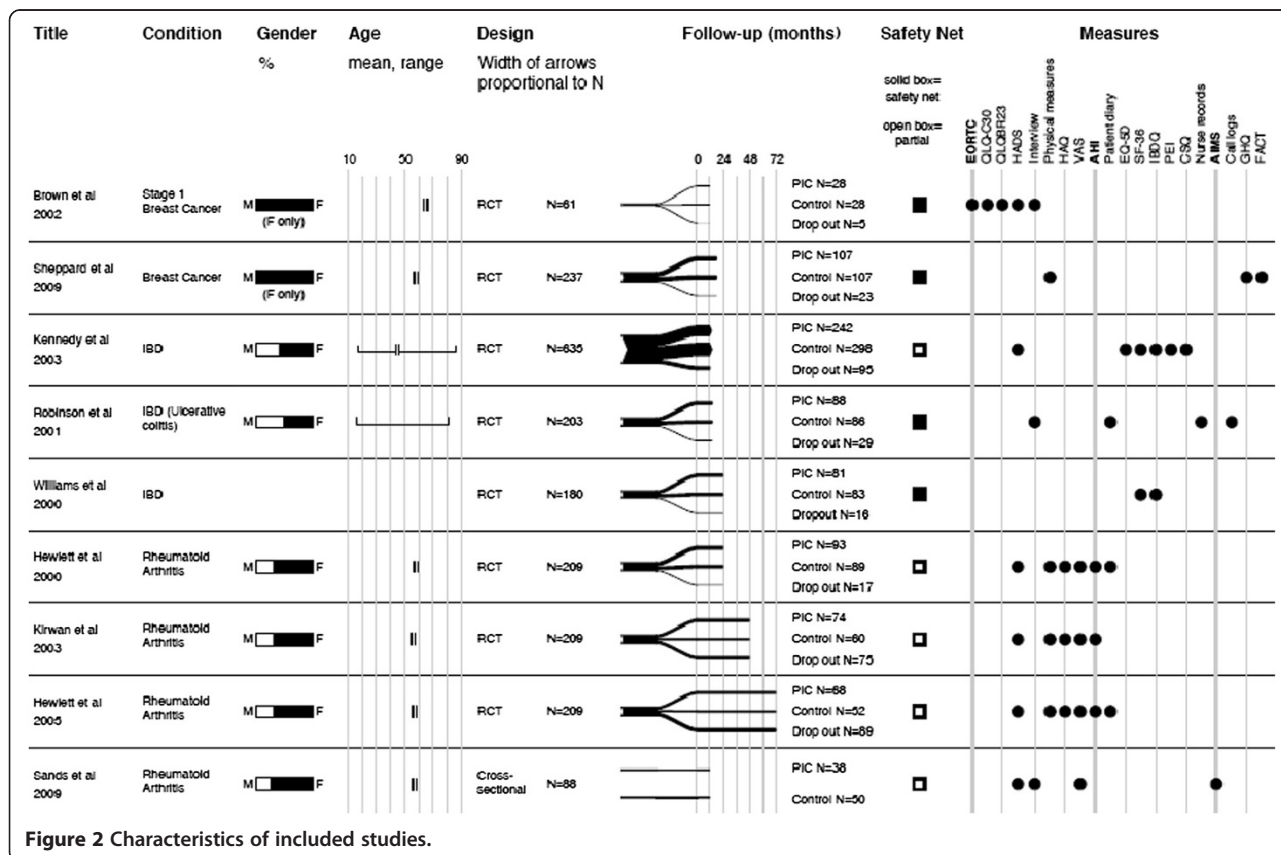 Title Condition Gender Age Design Follow-up (months) Safety Net Measures
% mean, range Width of arrows proportional to N
solid box= safety net
open box= partial
EORTC QLQ-C30 QLQBR23 HADS Interview Physical measures HAQ VAS AHI Patient diary EQ-5D SF-36 IBDQ PEI CSQ Nurse records AIMS Call logs GHQ FACT
10 50 90 0 24 48 72
Brown et al 2002 Stage 1 Breast Cancer M F (F only) RCT N=61 PIC N=28 Control N=28 Drop out N=5
Sheppard et al 2009 Breast Cancer M F (F only) RCT N=237 PIC N=107 Control N=107 Drop out N=23
Kennedy et al 2003 IBD M F RCT N=635 PIC N=242 Control N=298 Drop out N=95
Robinson et al 2001 IBD (Ulcerative colitis) M F RCT N=203 PIC N=88 Control N=86 Drop out N=29
Williams et al 2000 IBD RCT N=180 PIC N=81 Control N=83 Dropout N=16
Hewlett et al 2000 Rheumatoid Arthritis M F RCT N=209 PIC N=93 Control N=89 Drop out N=17
Kirwan et al 2003 Rheumatoid Arthritis M F RCT N=209 PIC N=74 Control N=60 Drop out N=75
Hewlett et al 2005 Rheumatoid Arthritis M F RCT N=209 PIC N=68 Control N=52 Drop out N=89
Sands et al 2009 Rheumatoid Arthritis M F Cross-sectional N=88 PIC N=38 Control N=50
Figure 2 Characteristics of included studies.